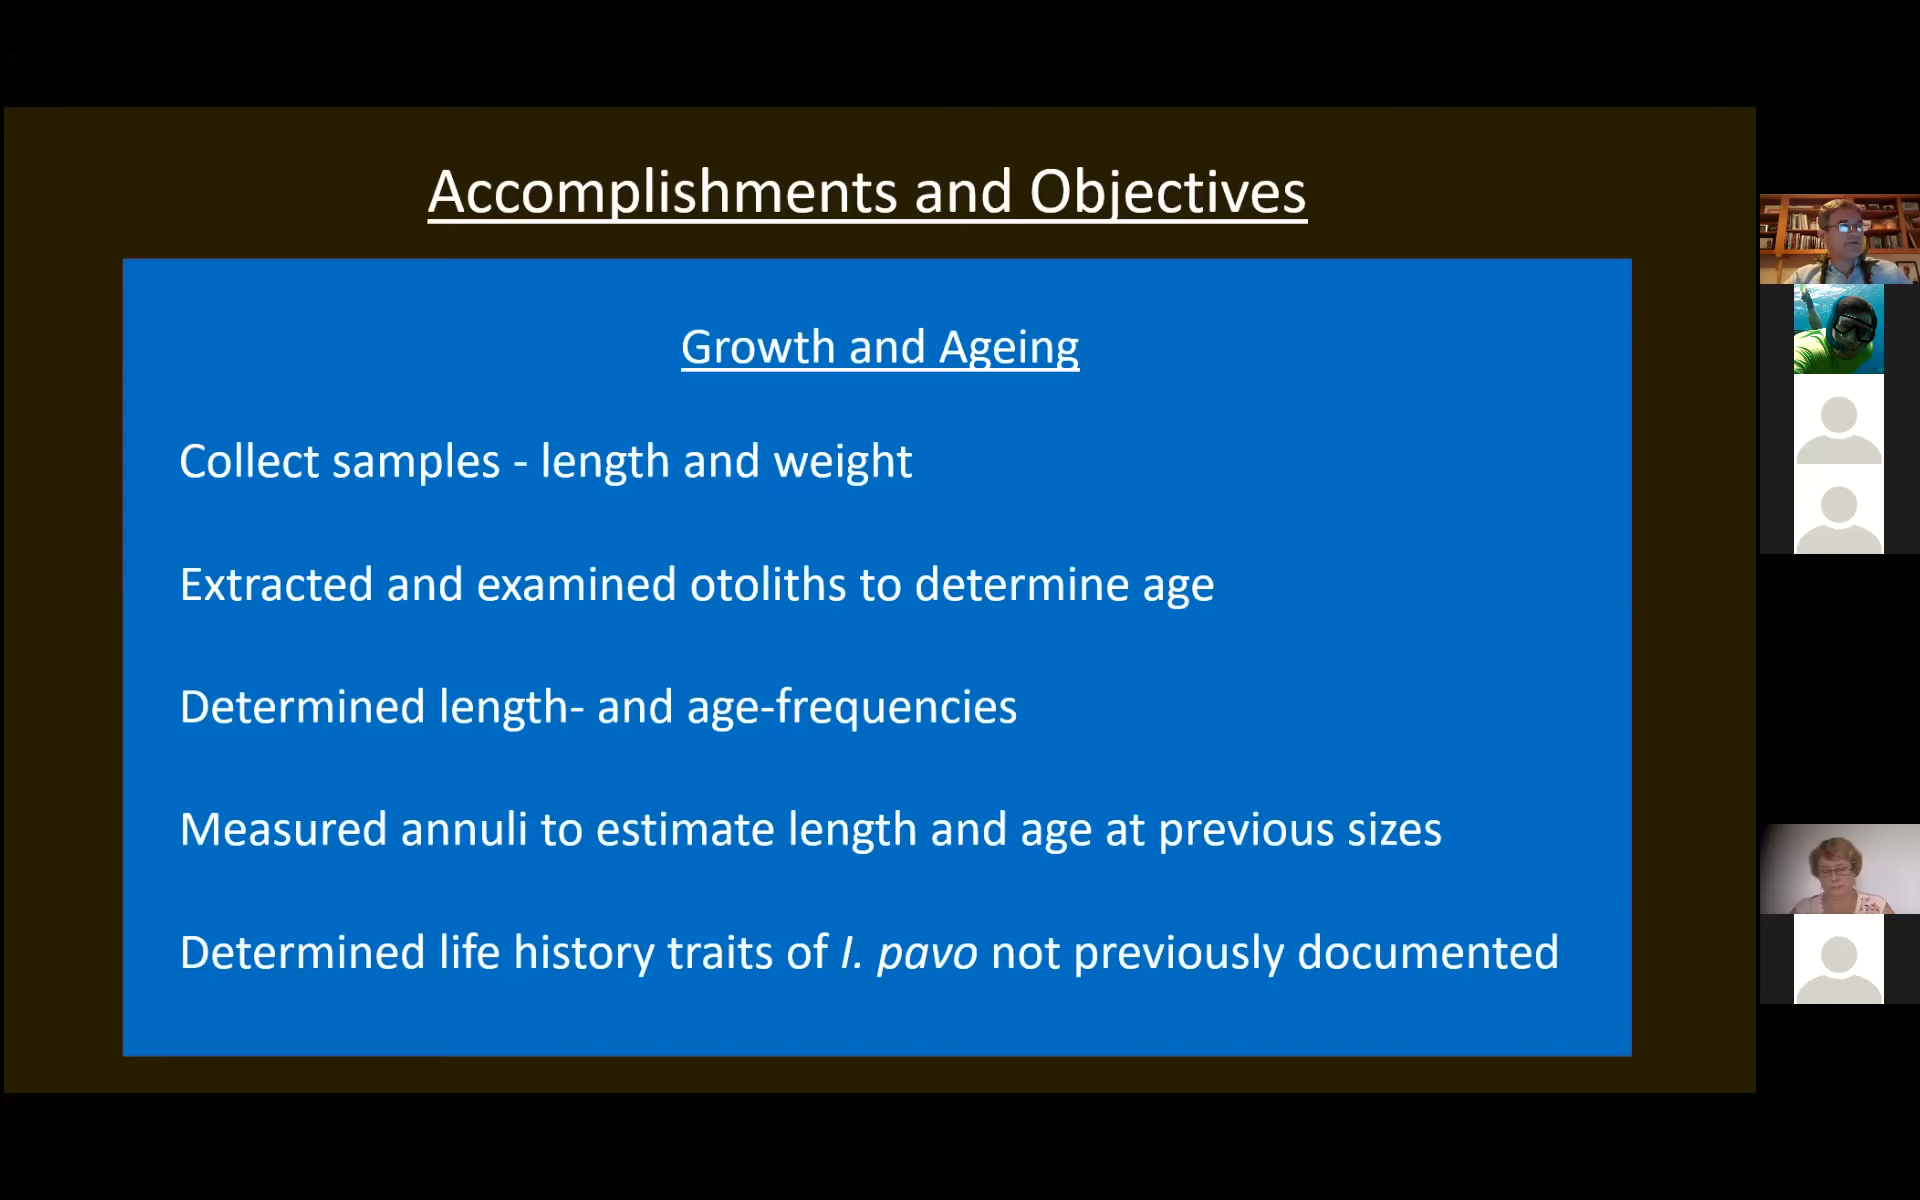 Accomplishments and Objectives
Growth and Ageing
Collect samples - length and weight
Extracted and examined otoliths to determine age
Determined length- and age-frequencies
Measured annuli to estimate length and age at previous sizes
Determined life history traits of I. pavo not previously documented